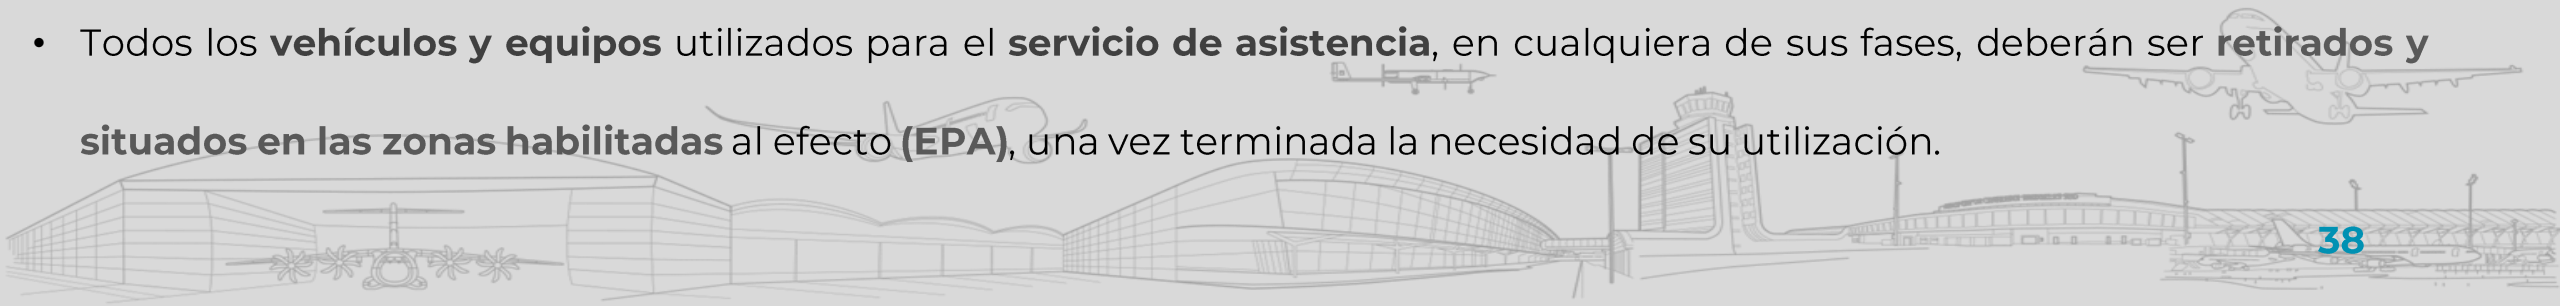 • Todos los vehículos y equipos utilizados para el servicio de asistencia, en cualquiera de sus fases, deberán ser retirados y
situados en las zonas habilitadas al efecto (EPA), una vez terminada la necesidad de su utilización.
38